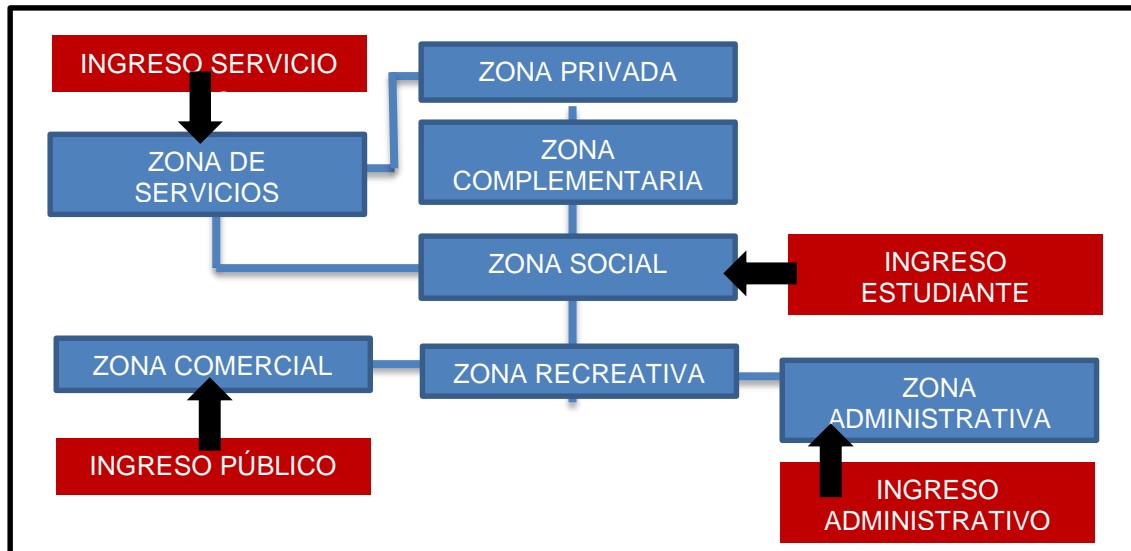 INGRESO SERVICIO
ZONA PRIVADA
ZONA DE
SERVICIOS
ZONA
COMPLEMENTARIA
ZONA SOCIAL
INGRESO
ESTUDIANTE
ZONA COMERCIAL
ZONA RECREATIVA
ZONA
ADMINISTRATIVA
INGRESO PÚBLICO
INGRESO
ADMINISTRATIVO